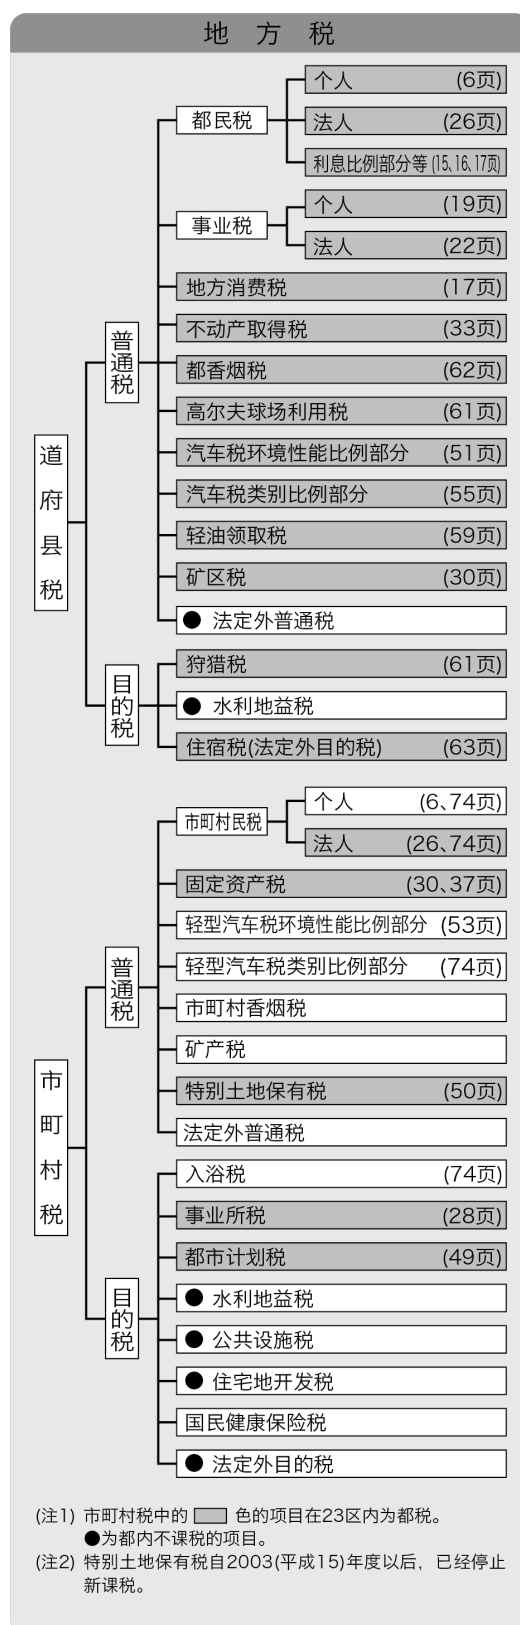 地方税
道府县税
普通税
都民税
个人 (6页)
法人 (26页)
利息比例部分等 (15、16、17页)
事业税
个人 (19页)
法人 (22页)
地方消费税 (17页)
不动产取得税 (33页)
都香烟税 (62页)
高尔夫球场利用税 (61页)
汽车税环境性能比例部分 (51页)
汽车税类别比例部分 (55页)
轻油领取税 (59页)
矿区税 (30页)
● 法定外普通税
目的税
狩猎税 (61页)
● 水利地益税
住宿税(法定外目的税) (63页)
市町村税
普通税
市町村民税
个人 (6、74页)
法人 (26、74页)
固定资产税 (30、37页)
轻型汽车税环境性能比例部分 (53页)
轻型汽车税类别比例部分 (74页)
市町村香烟税
矿产税
特别土地保有税 (50页)
法定外普通税
目的税
入浴税 (74页)
事业所税 (28页)
都市计划税 (49页)
● 水利地益税
● 公共设施税
● 住宅地开发税
国民健康保险税
● 法定外目的税
(注1) 市町村税中的 色的项目在23区内为都税。
●为都内不课税的项目。
(注2) 特别土地保有税自2003(平成15)年度以后，已经停止
新课税。